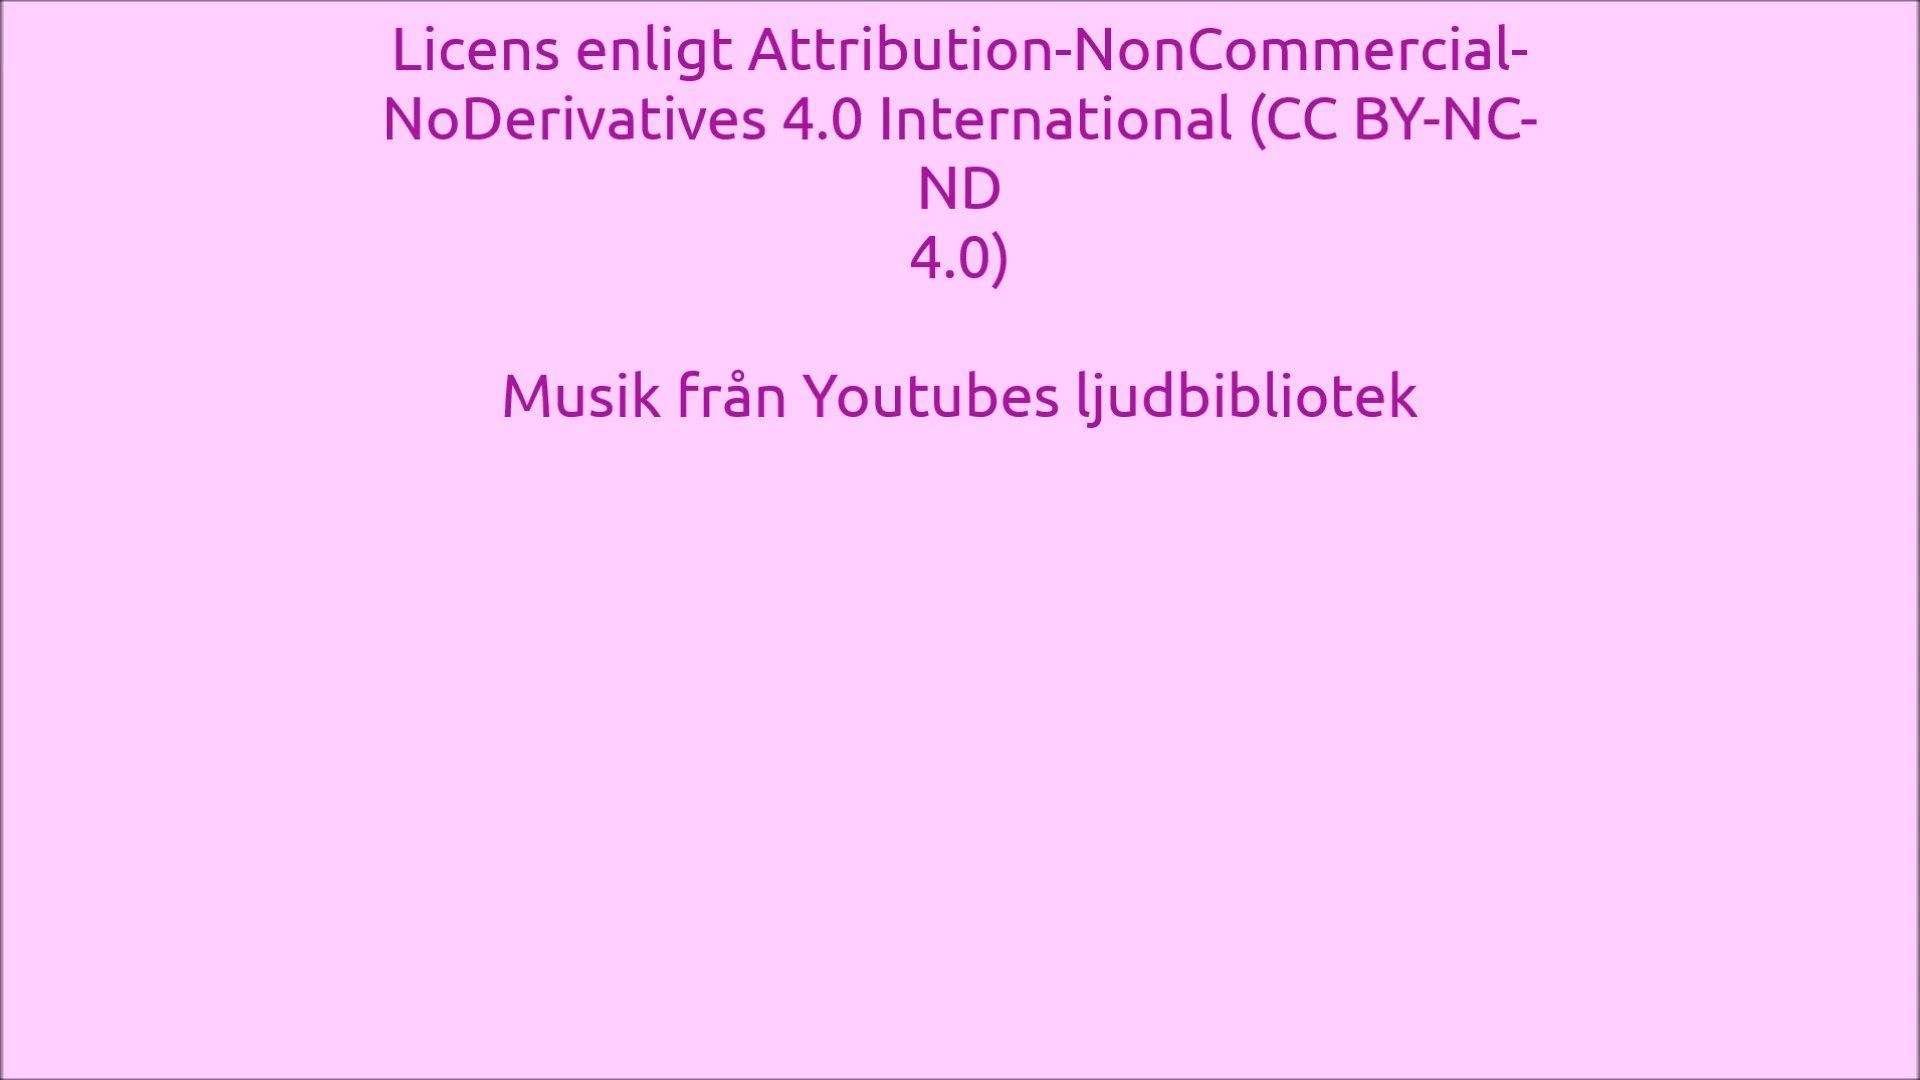 Licens enligt Attribution-NonCommercial-
NoDerivatives 4.0 International (CC BY-NC-
ND
4.0)
Musik från Youtubes ljudbibliotek